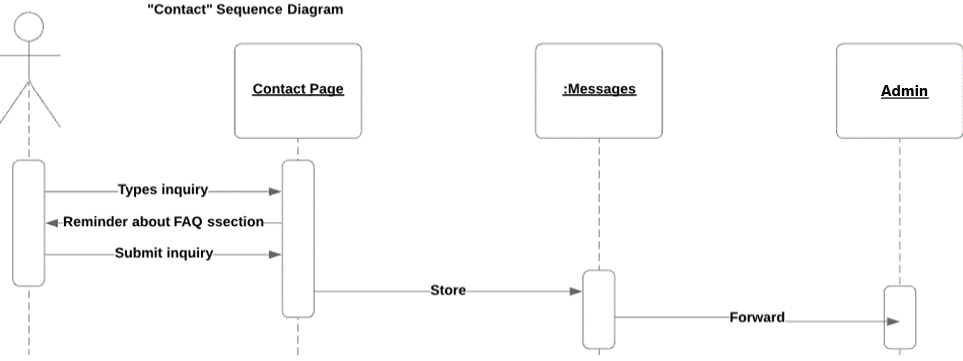 "Contact" Sequence Diagram
Contact Page
:Messages
Admin
Types inquiry
Reminder about FAQ ssection
Submit inquiry
Store
Forward